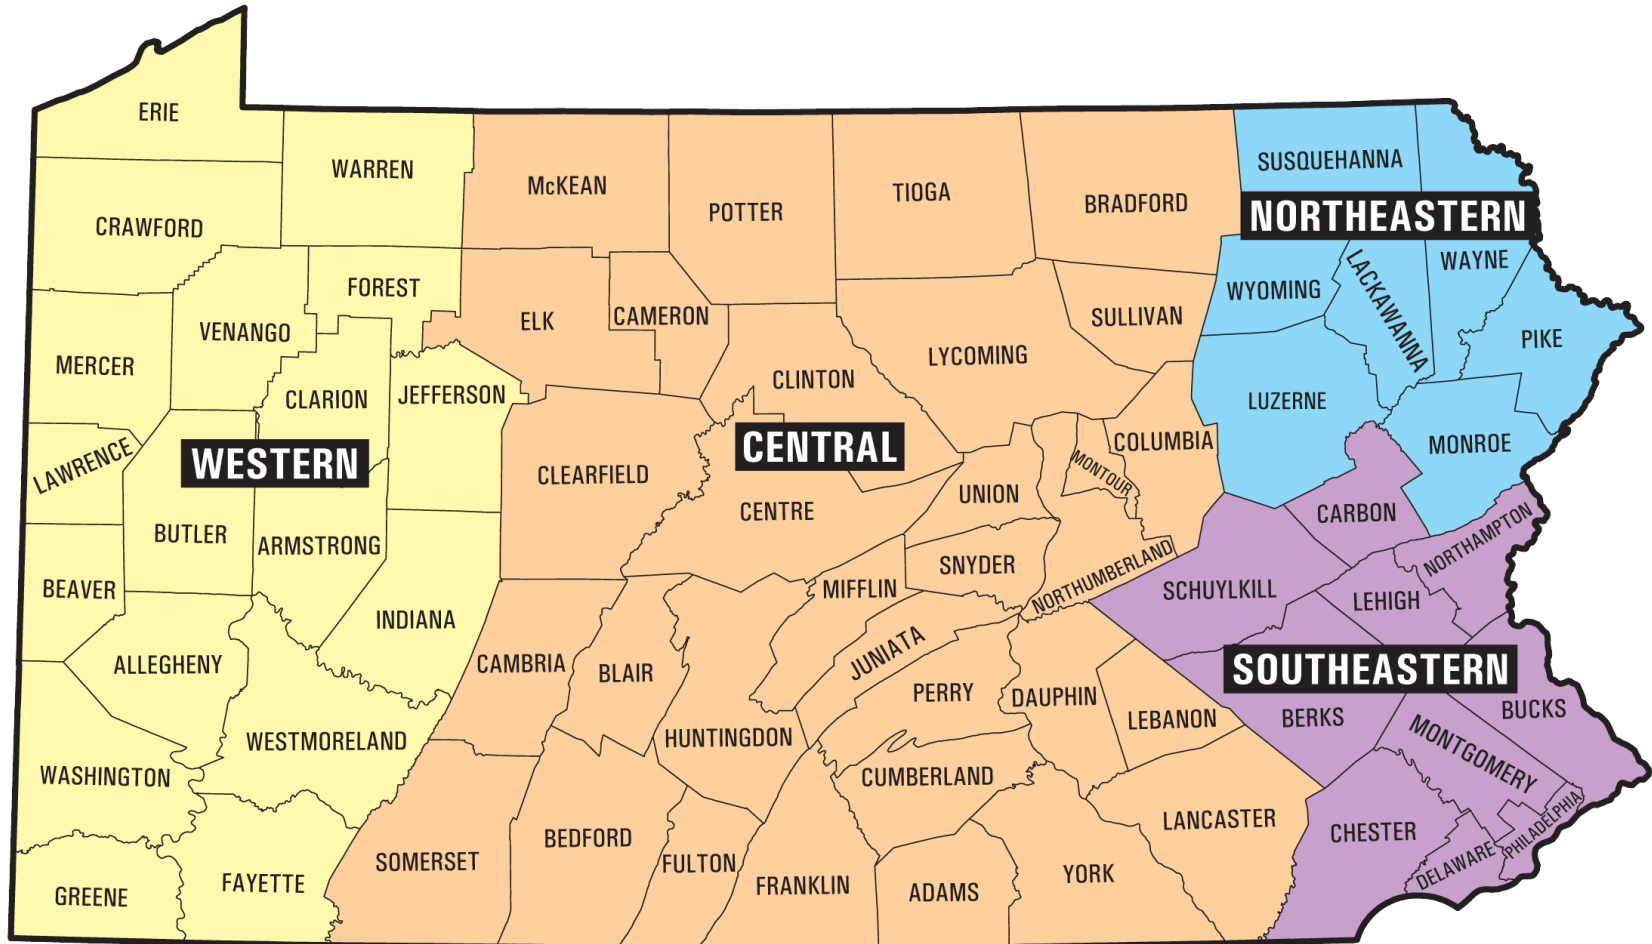 ERIE
WARREN
CRAWFORD
McKEAN
POTTER
TIOGA
BRADFORD
SUSQUEHANNA
NORTHEASTERN
WAYNE
WYOMING
LACKAWANNA
PIKE
FOREST
VENANGO
ELK
CAMERON
SULLIVAN
MERCER
CLARION
JEFFERSON
CLINTON
LYCOMING
LUZERNE
MONROE
LAWRENCE
WESTERN
CENTRAL
COLUMBIA
MONTOUR
CLEARFIELD
CENTRE
UNION
CARBON
NORTHAMPTON
BUTLER
ARMSTRONG
BEAVER
INDIANA
MIFFLIN
SNYDER
NORTHUMBERLAND
SCHUYLKILL
LEHIGH
ALLEGHENY
CAMBRIA
BLAIR
JUNIATA
PERRY
DAUPHIN
LEBANON
SOUTHEASTERN
BERKS
BUCKS
WESTMORELAND
HUNTINGDON
WASHINGTON
CUMBERLAND
MONTGOMERY
LANCASTER
CHESTER
PHILADELPHIA
DELAWARE
GREENE
FAYETTE
SOMERSET
BEDFORD
FULTON
FRANKLIN
ADAMS
YORK